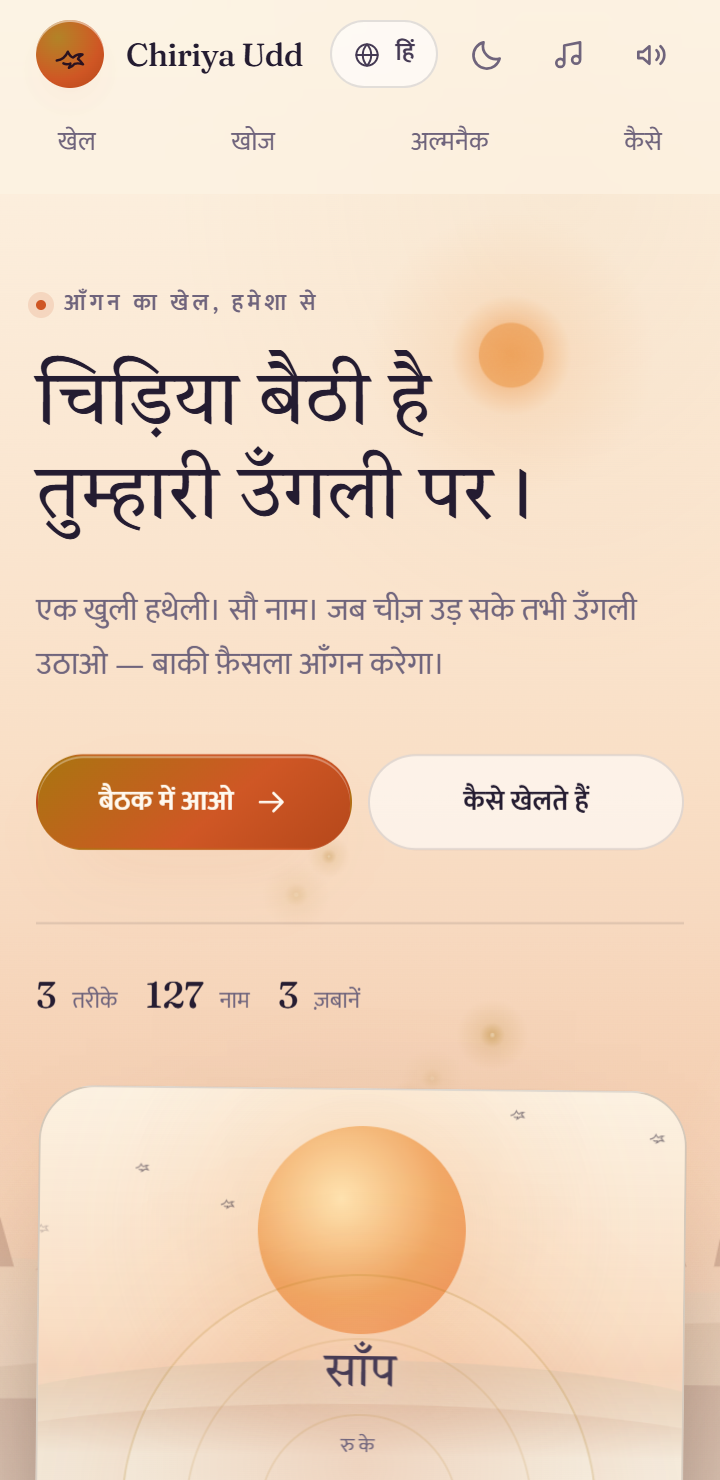 Chiriya Udd हिं
खेल खोज अल्मनैक कैसे
आँगन का खेल, हमेशा से
चिड़िया बैठी है
तुम्हारी उँगली पर।
एक खुली हथेली। सौ नाम। जब चीज़ उड़ सके तभी उँगली
उठाओ — बाकी फ़ैसला आँगन करेगा।
बैठक में आओ → कैसे खेलते हैं
3 तरीके 127 नाम 3 ज़बानें
साँप
रुके